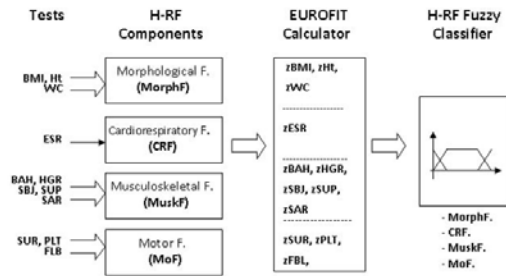 Tests
H-RF
Components
EUROFIT
Calculator
H-RF Fuzzy
Classifier
BMI, Ht
WC
Morphological F.
(MorphF)
ESR
Cardiorespiratory F.
(CRF)
BAH, HGR
SBJ, SUP
SAR
Musculoskeletal F.
(MuskF)
SUR, PLT
FLB
Motor F.
(MoF)
zBMI, zHt,
zWC
zESR
zBAH, zHGR,
zSBJ, zSUP,
zSAR
zSUR, zPLT,
zFBL,
- MorphF.
- CRF.
- MuskF.
- MoF.